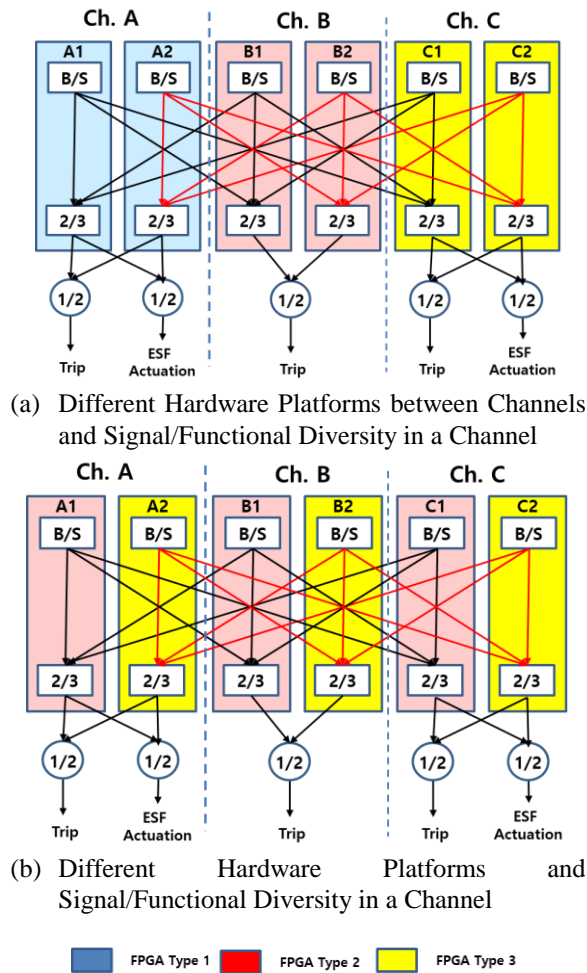 Ch. A Ch. B Ch. C
A1 A2 B1 B2 C1 C2
B/S B/S B/S B/S B/S B/S
2/3 2/3 2/3 2/3 2/3 2/3
1/2 1/2 1/2 1/2 1/2
Trip ESF Actuation Trip Trip ESF Actuation
(a) Different Hardware Platforms between Channels
and Signal/Functional Diversity in a Channel
Ch. A Ch. B Ch. C
A1 A2 B1 B2 C1 C2
B/S B/S B/S B/S B/S B/S
2/3 2/3 2/3 2/3 2/3 2/3
1/2 1/2 1/2 1/2 1/2
Trip ESF Actuation Trip Trip ESF Actuation
(b) Different Hardware Platforms and
Signal/Functional Diversity in a Channel
FPGA Type 1 FPGA Type 2 FPGA Type 3